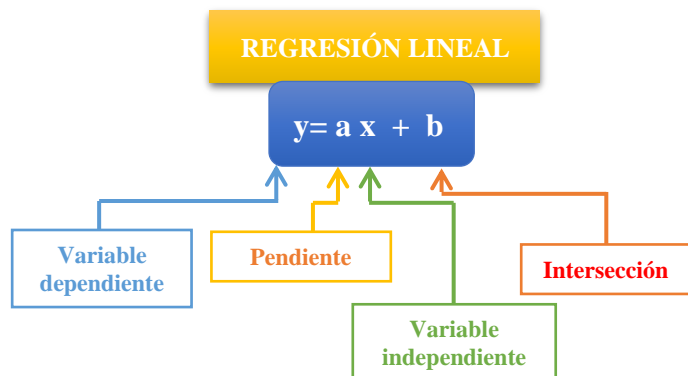 REGRESIÓN LINEAL
y= a x + b
Variable
dependiente
Pendiente
Intersección
Variable
independiente